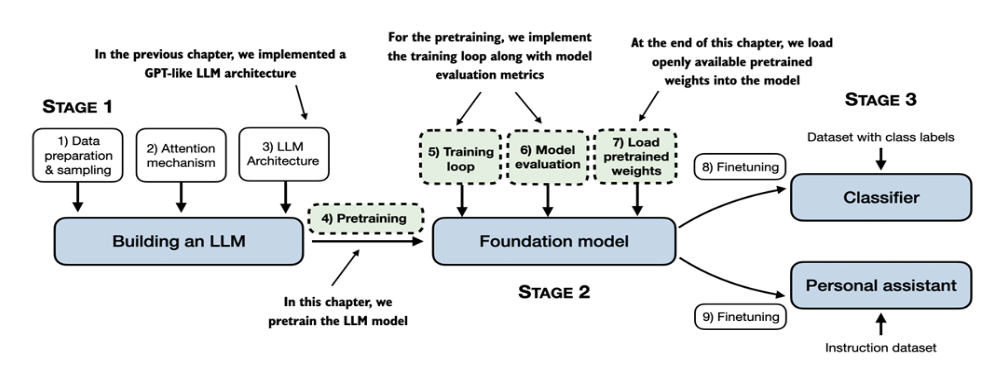 In the previous chapter, we implemented a
GPT-like LLM architecture
For the pretraining, we implement
the training loop along with model
evaluation metrics
At the end of this chapter, we load
openly available pretrained
weights into the model
STAGE 1
STAGE 3
1) Data
preparation
& sampling
2) Attention
mechanism
3) LLM
Architecture
5) Training
loop
6) Model
evaluation
7) Load
pretrained
weights
8) Finetuning
Dataset with class labels
Classifier
Building an LLM
4) Pretraining
Foundation model
In this chapter, we
pretrain the LLM model
STAGE 2
9) Finetuning
Personal assistant
Instruction dataset